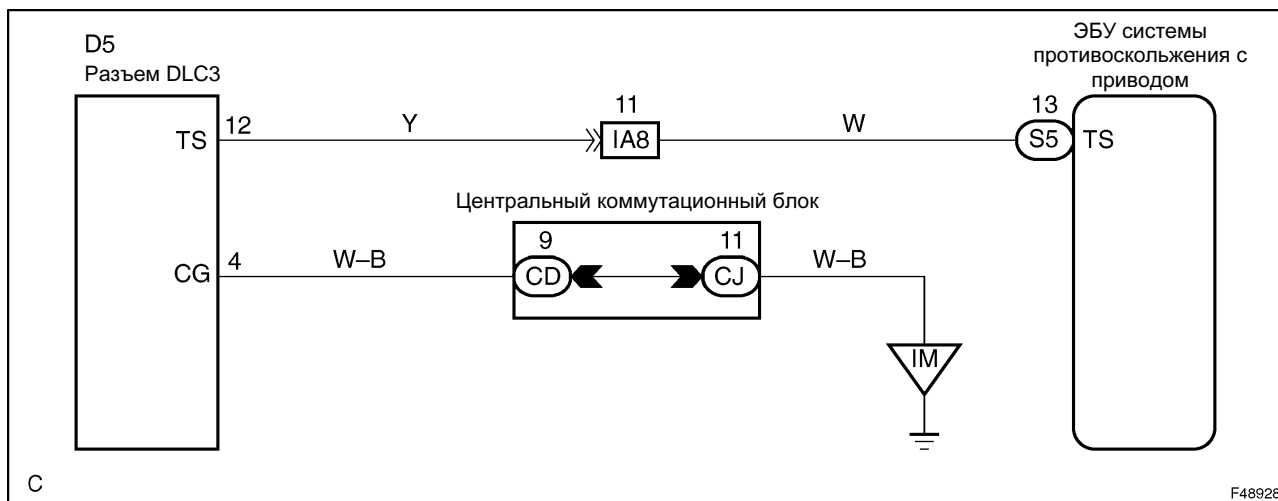 D5
Разъем DLC3
ЭБУ системы
противоскольжения с
приводом
TS
12
Y
11
IA8
W
13
S5
TS
Центральный коммутационный блок
CG
4
W–B
9
CD
11
CJ
W–B
IM
C
F48928